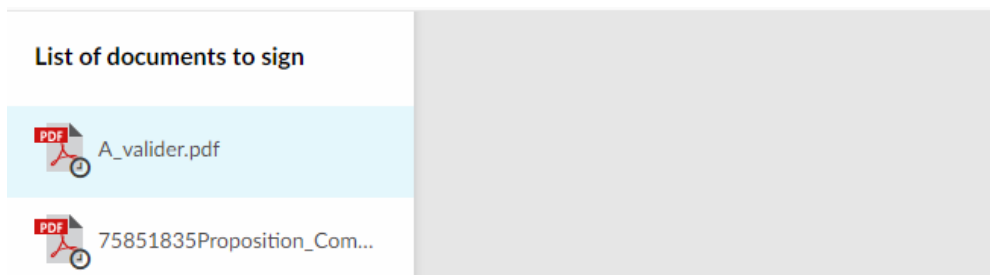 List of documents to sign
PDF
A_valider.pdf
PDF
75851835Proposition_Com...